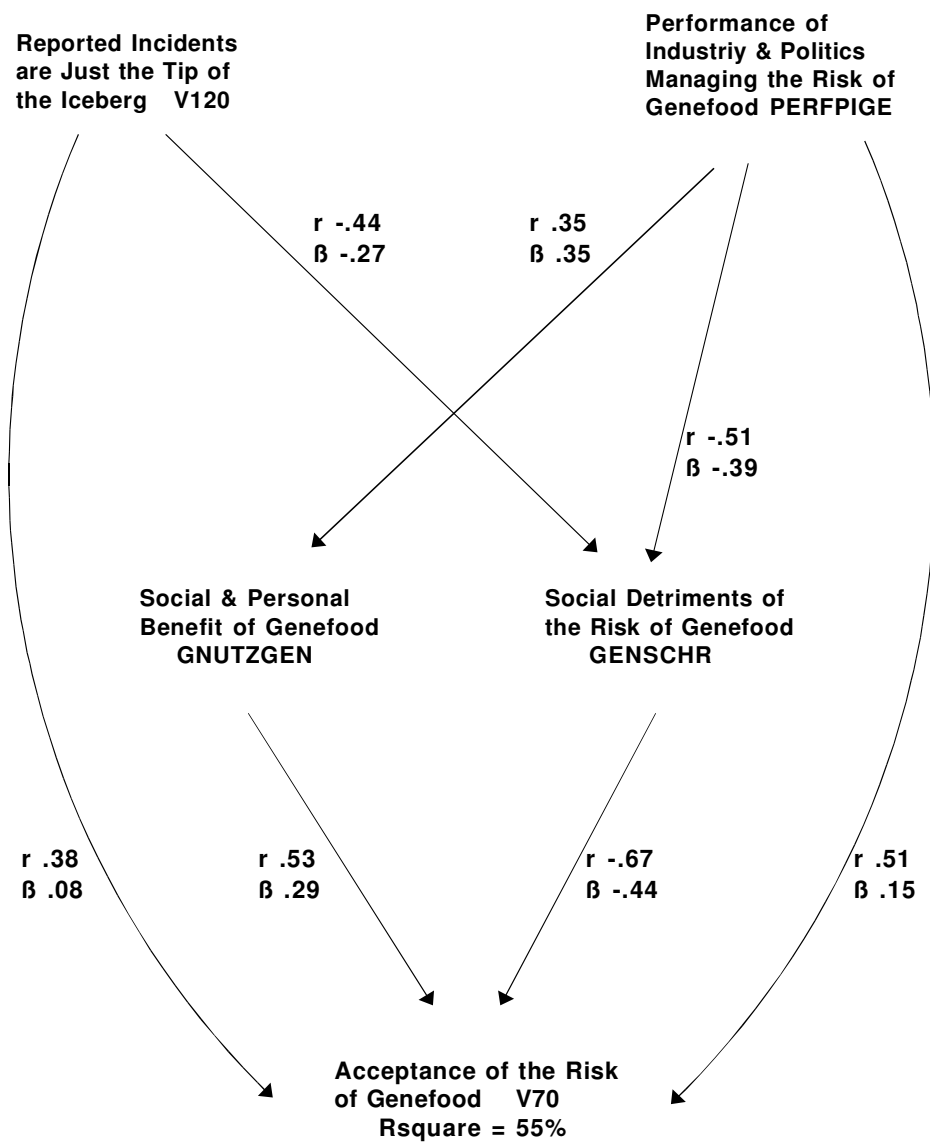 Reported Incidents
are Just the Tip of
the Iceberg V120
Performance of
Industriy & Politics
Managing the Risk of
Genefood PERFPIGE
r -.44
ß -.27
r .35
ß .35
r -.51
ß -.39
Social & Personal
Benefit of Genefood
GNUTZGEN
Social Detriments of
the Risk of Genefood
GENSCHR
r .38
ß .08
r .53
ß .29
r -.67
ß -.44
r .51
ß .15
Acceptance of the Risk
of Genefood V70
Rsquare = 55%